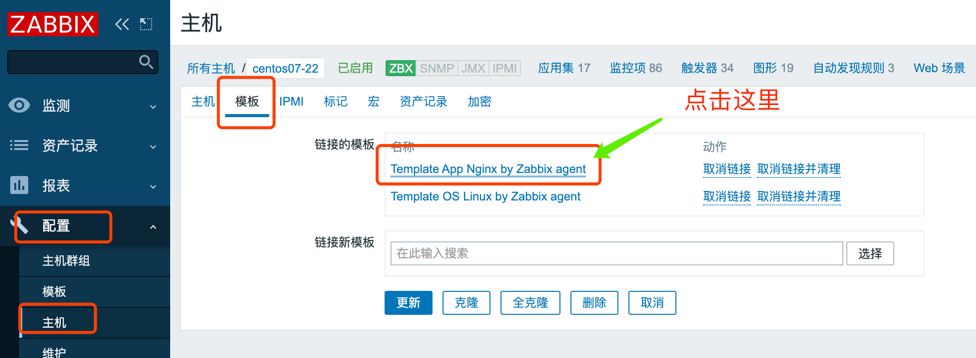 ZABBIX
监测
资产记录
报表
配置
主机群组
模板
主机
维护
主机
所有主机 / centos07-22 已启用 ZBX SNMP JMX IPMI 应用集 17 监控项 86 触发器 34 图形 19 自动发现规则 3 Web 场景
主机 模板 IPMI 标记 宏 资产记录 加密
点击这里
链接的模板 名称 动作
Template App Nginx by Zabbix agent 取消链接 取消链接并清理
Template OS Linux by Zabbix agent 取消链接 取消链接并清理
链接新模板 在此输入搜索 选择
更新 克隆 全克隆 删除 取消